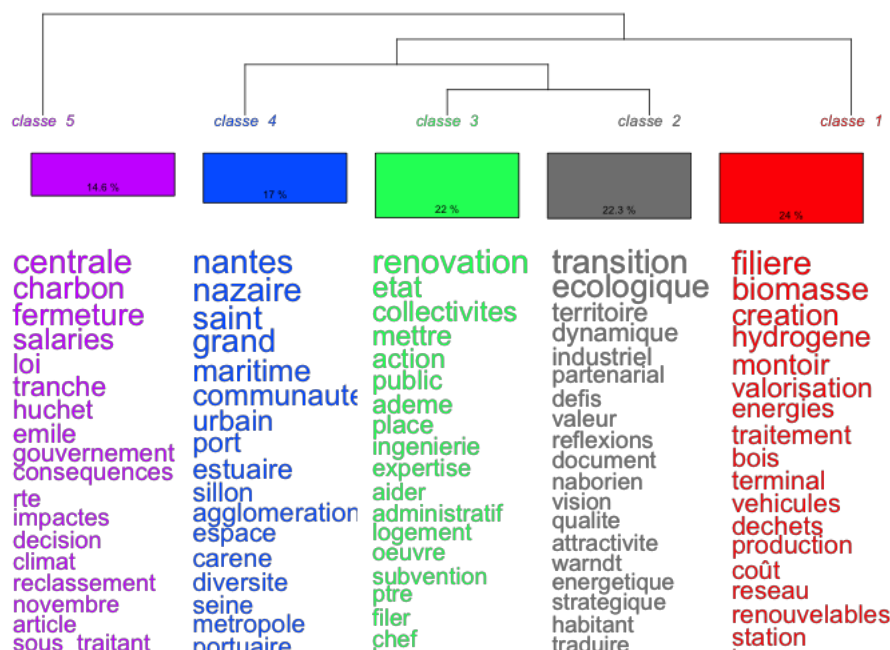 classe 5
classe 4
classe 3
classe 2
classe 1
14.6 %
17 %
22 %
22.3 %
24 %
centrale
charbon
fermeture
salaries
loi
tranche
huchet
emile
gouvernement
consequences
rte
impactes
decision
climat
reclassement
novembre
article
sous_traitant
nantes
nazaire
saint
grand
maritime
communaute
urbain
port
estuaire
sillon
agglomeration
espace
carene
diversite
seine
metropole
portuaire
renovation
etat
collectivites
mettre
action
public
ademe
place
ingenierie
expertise
aider
administratif
logement
oeuvre
subvention
ptre
filer
chef
transition
ecologique
territoire
dynamique
industriel
partenarial
defis
valeur
reflexions
document
naborien
vision
qualite
attractivite
warndt
energetique
strategique
habitant
traduire
filiere
biomasse
creation
hydrogene
montoir
valorisation
energies
traitement
bois
terminal
vehicules
dechets
production
coût
reseau
renouvelables
station